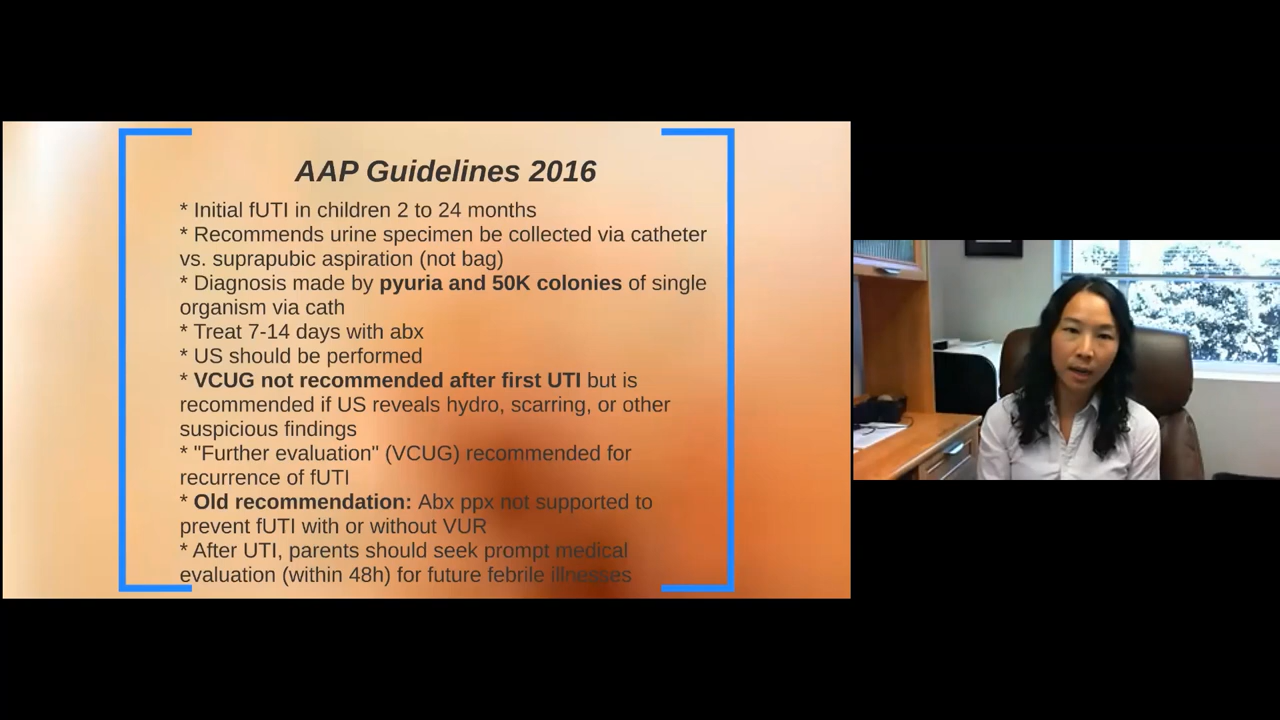 AAP Guidelines 2016
* Initial fUTI in children 2 to 24 months
* Recommends urine specimen be collected via catheter
vs. suprapubic aspiration (not bag)
* Diagnosis made by pyuria and 50K colonies of single
organism via cath
* Treat 7-14 days with abx
* US should be performed
* VCUG not recommended after first UTI but is
recommended if US reveals hydro, scarring, or other
suspicious findings
* "Further evaluation" (VCUG) recommended for
recurrence of fUTI
* Old recommendation: Abx ppx not supported to
prevent fUTI with or without VUR
* After UTI, parents should seek prompt medical
evaluation (within 48h) for future febrile illnesses